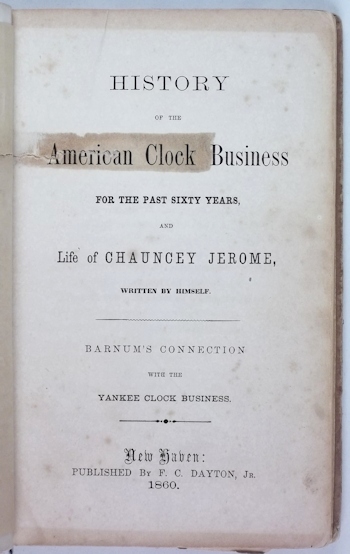 HISTORY
OF THE
American Clock Business
FOR THE PAST SIXTY YEARS,
AND
Life of CHAUNCEY JEROME,
WRITTEN BY HIMSELF.
BARNUM'S CONNECTION
WITH THE
YANKEE CLOCK BUSINESS.
New Haven:
PUBLISHED By F. C. DAYTON, Jr.
1860.